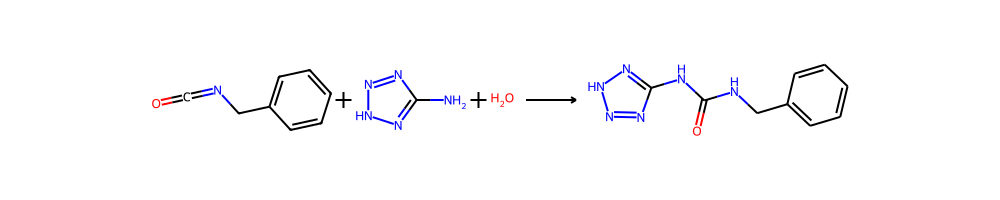 O=C=N + N=N HN N NH₂ + H₂O → HN N N=N H N O H N